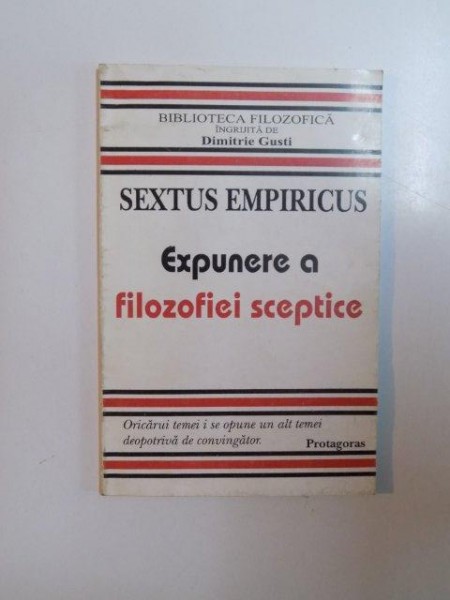 BIBLIOTECA FILOZOFICĂ
ÎNGRIJITĂ DE
Dimitrie Gusti
SEXTUS EMPIRICUS
Expunere a
filozofiei sceptice
Oricărui temei i se opune un alt temei
deopotrivă de convingător.
Protagoras